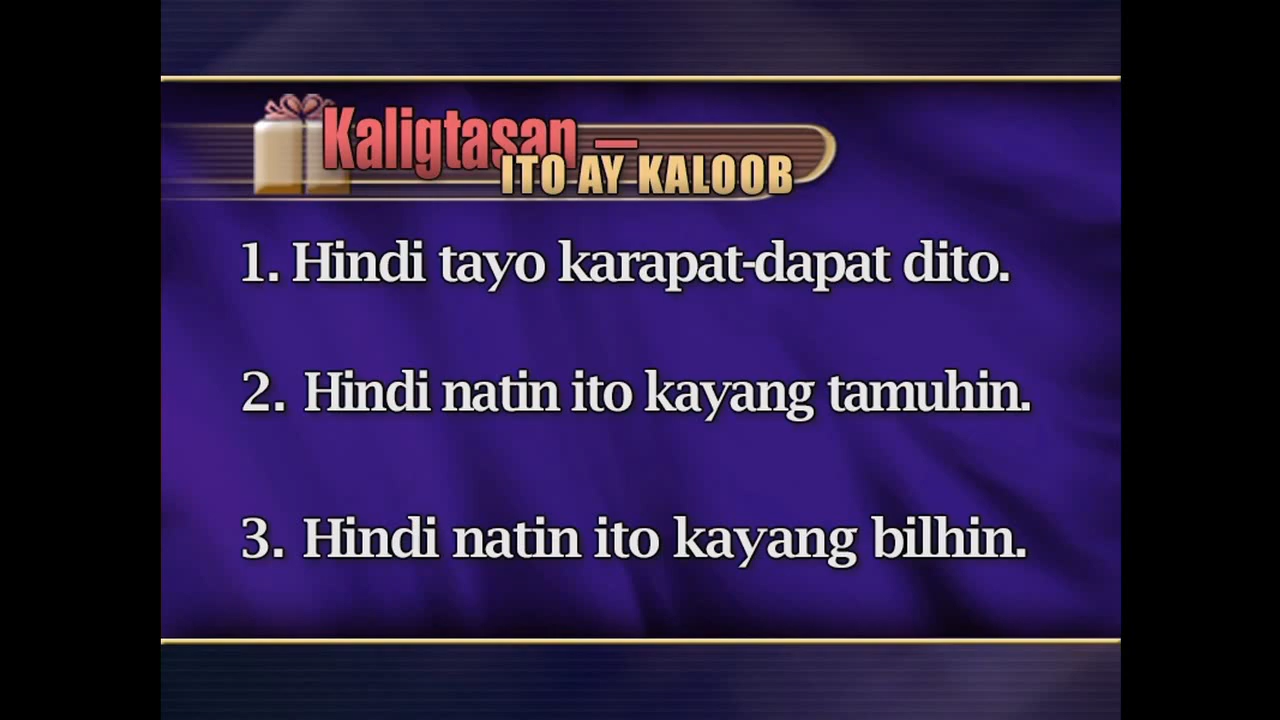 Kaligtasan —
ITO AY KALOOB
1. Hindi tayo karapat-dapat dito.
2. Hindi natin ito kayang tamuhin.
3. Hindi natin ito kayang bilhin.